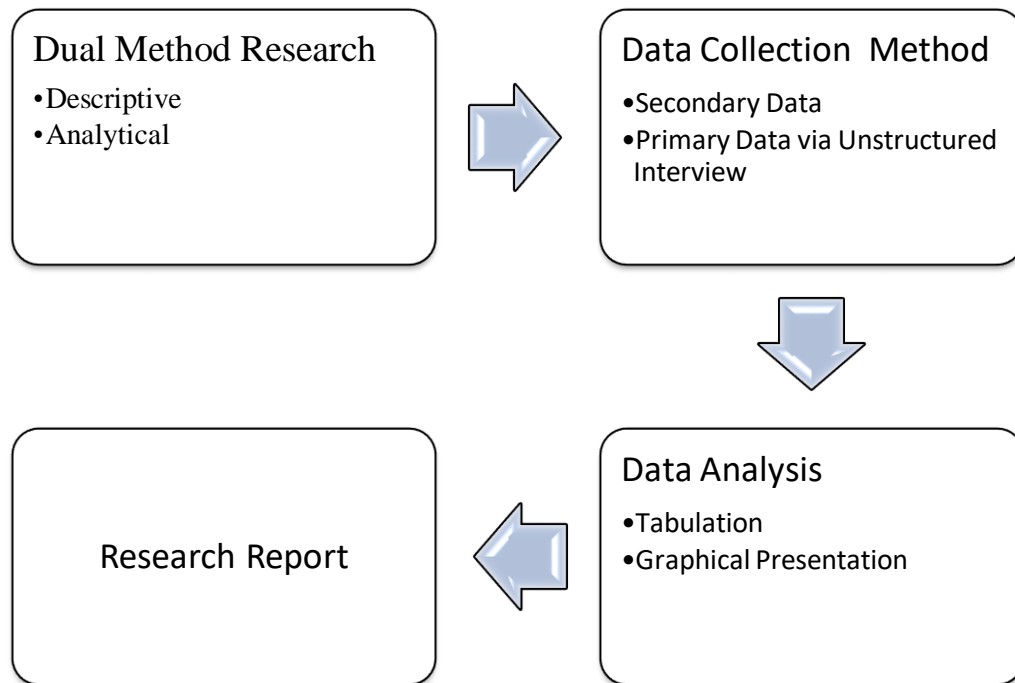 Dual Method Research
•Descriptive
•Analytical
Data Collection Method
•Secondary Data
•Primary Data via Unstructured
Interview
Data Analysis
•Tabulation
•Graphical Presentation
Research Report